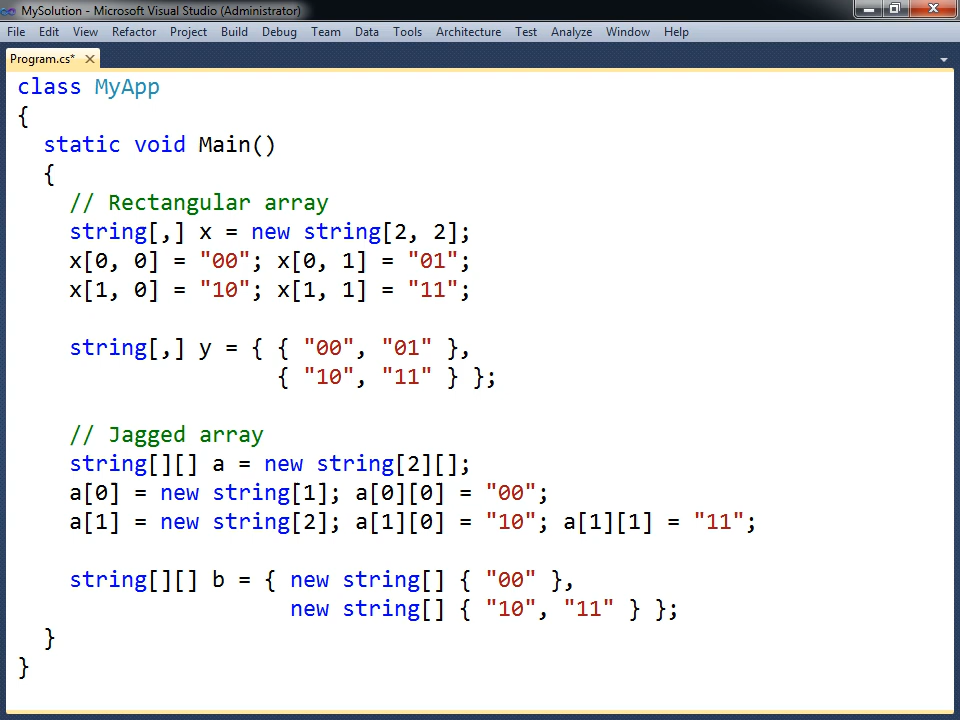 MySolution - Microsoft Visual Studio (Administrator)
File Edit View Refactor Project Build Debug Team Data Tools Architecture Test Analyze Window Help
Program.cs*
class MyApp
{
  static void Main()
  {
    // Rectangular array
    string[,] x = new string[2, 2];
    x[0, 0] = "00"; x[0, 1] = "01";
    x[1, 0] = "10"; x[1, 1] = "11";
    string[,] y = { { "00", "01" },
                    { "10", "11" } };
    // Jagged array
    string[][] a = new string[2][];
    a[0] = new string[1]; a[0][0] = "00";
    a[1] = new string[2]; a[1][0] = "10"; a[1][1] = "11";
    string[][] b = { new string[] { "00" },
                     new string[] { "10", "11" } };
  }
}